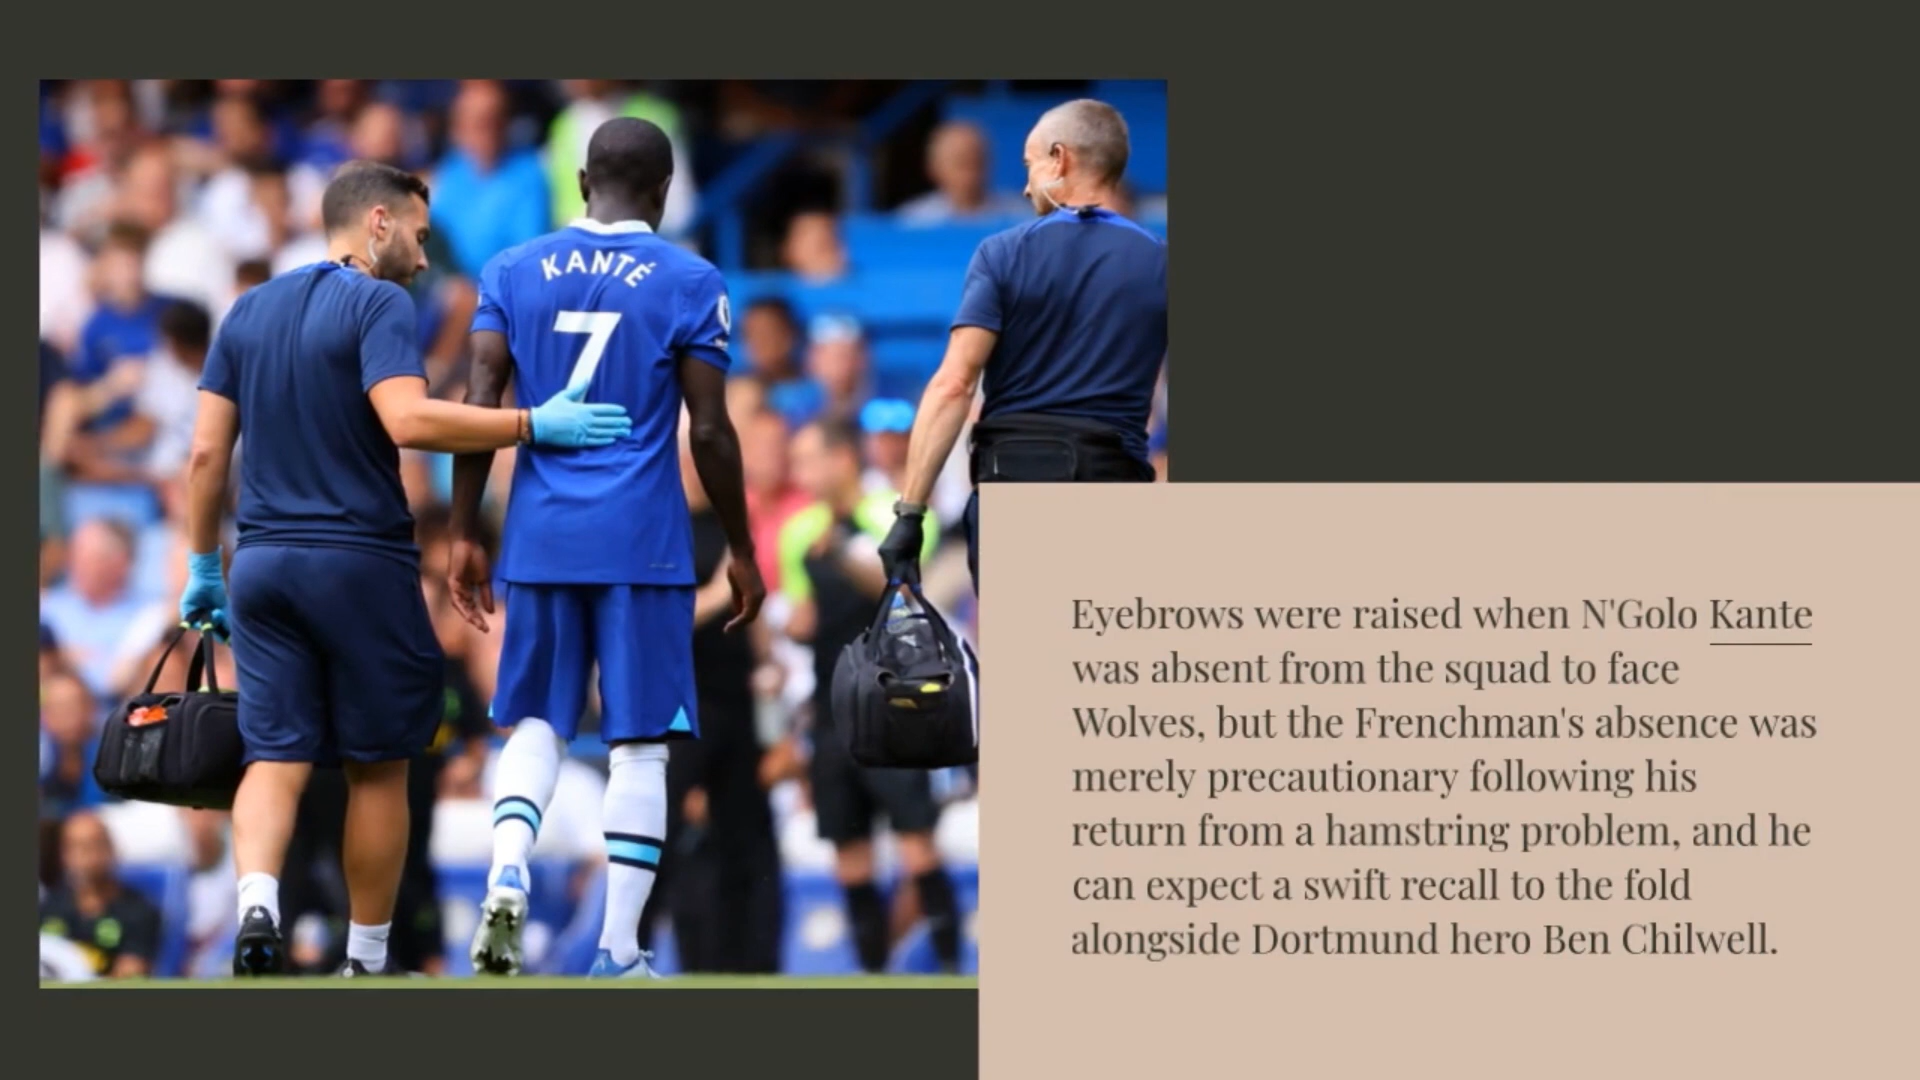 KANTÉ
7
Eyebrows were raised when N'Golo Kante
was absent from the squad to face
Wolves, but the Frenchman's absence was
merely precautionary following his
return from a hamstring problem, and he
can expect a swift recall to the fold
alongside Dortmund hero Ben Chilwell.